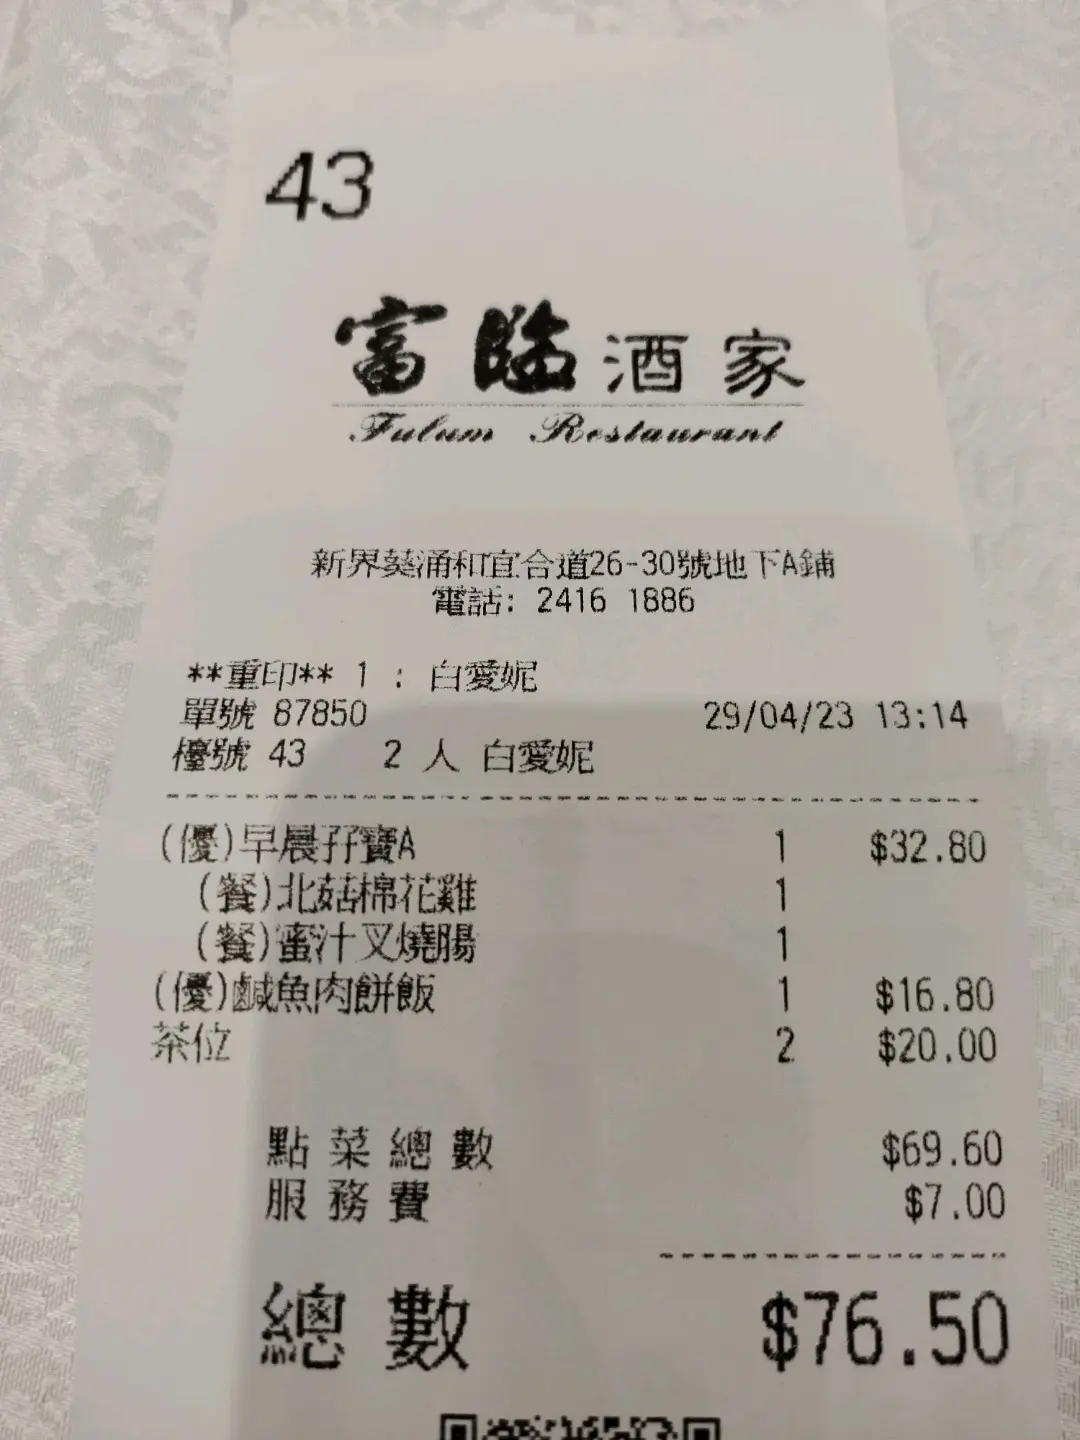 43
富臨酒家
Fulum Restaurant
新界葵涌和宜合道26-30號地下A鋪
電話: 2416 1886
**重印** 1 : 白愛妮
單號 87850 29/04/23 13:14
檯號 43 2 人 白愛妮
(優)早晨孖寶A 1 $32.80
(餐)北菇棉花雞 1
(餐)蜜汁叉燒腸 1
(優)鹹魚肉餅飯 1 $16.80
茶位 2 $20.00
點菜總數 $69.60
服務費 $7.00
總數 $76.50